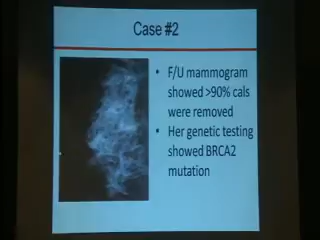 Case #2
• F/U mammogram
showed >90% cals
were removed
• Her genetic testing
showed BRCA2
mutation